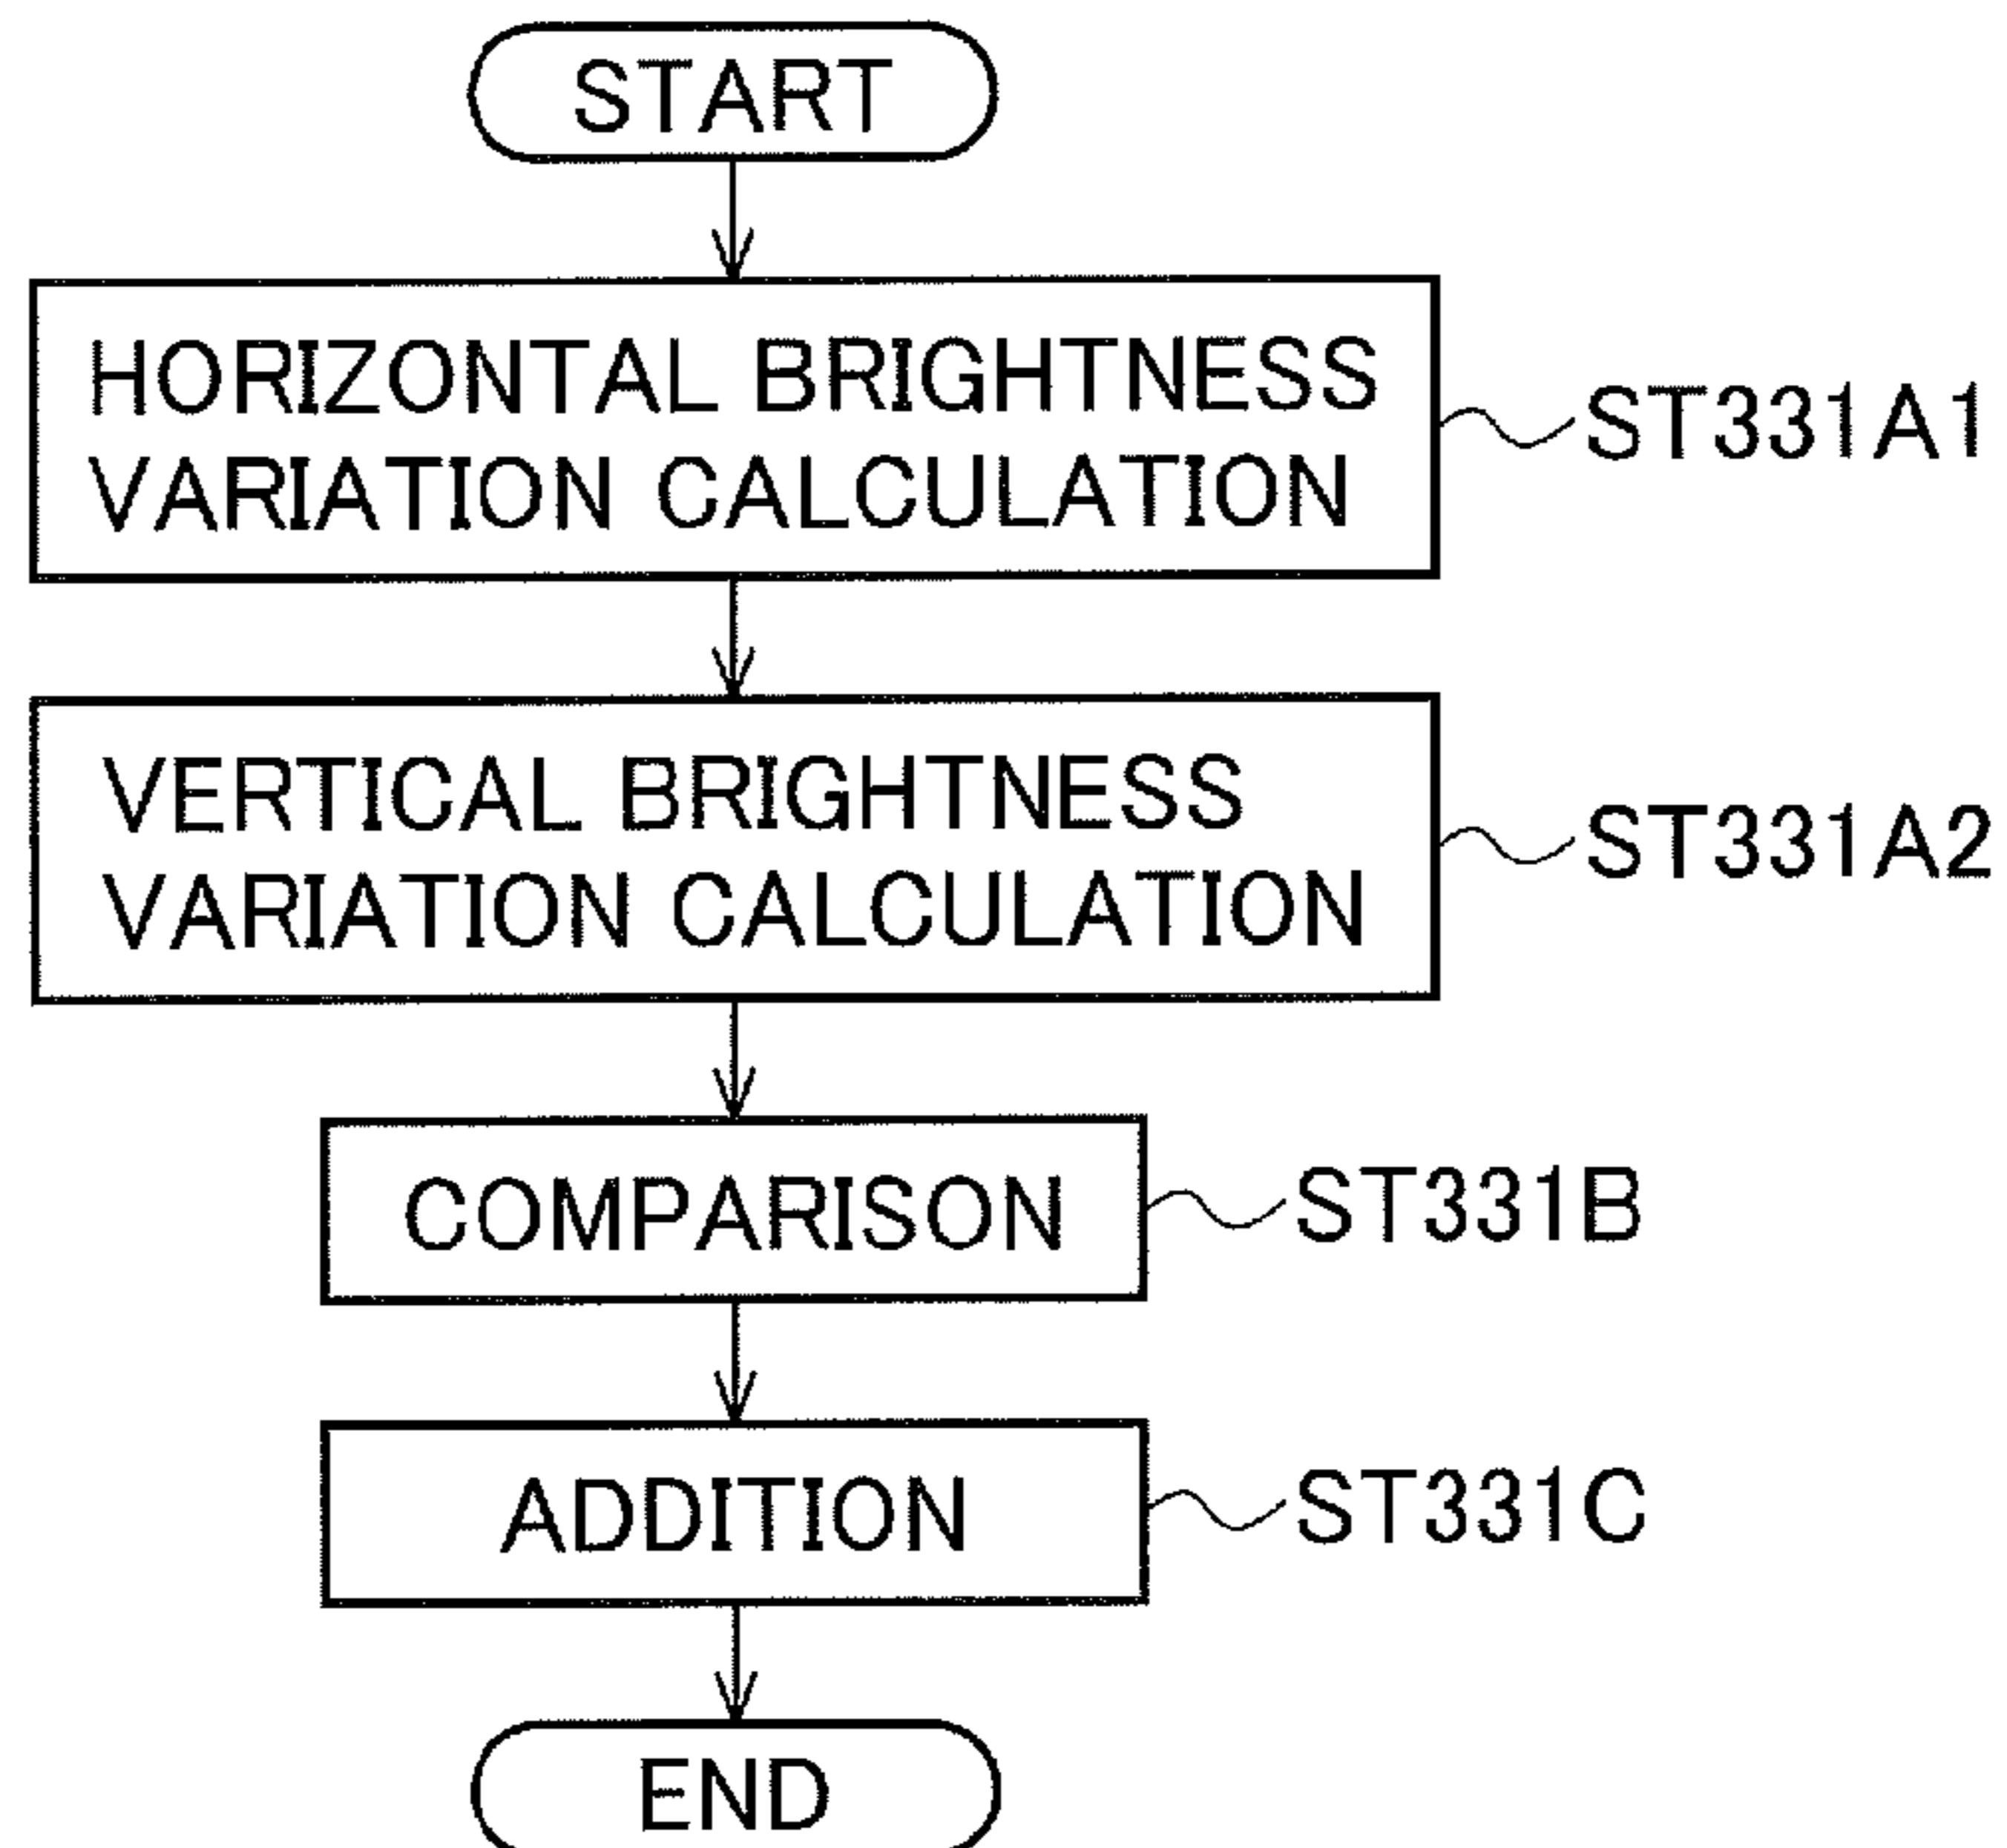 START
HORIZONTAL BRIGHTNESS
VARIATION CALCULATION
ST331A1
VERTICAL BRIGHTNESS
VARIATION CALCULATION
ST331A2
COMPARISON
ST331B
ADDITION
ST331C
END